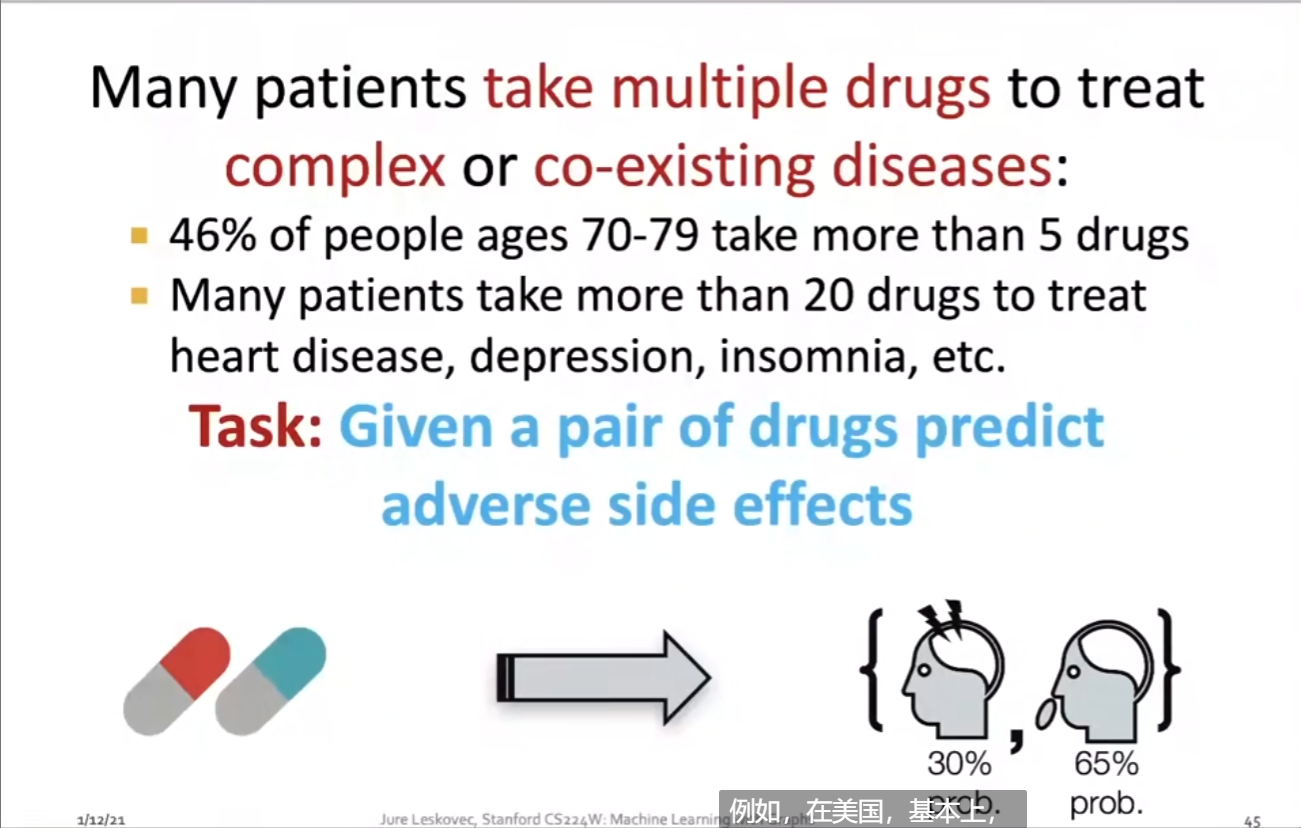 Many patients take multiple drugs to treat
complex or co-existing diseases:
46% of people ages 70-79 take more than 5 drugs
Many patients take more than 20 drugs to treat
heart disease, depression, insomnia, etc.
Task: Given a pair of drugs predict
adverse side effects
{ , }
30% 65%
prob. prob.
例如，在美国，基本上，
1/12/21 Jure Leskovec, Stanford CS224W: Machine Learning 45